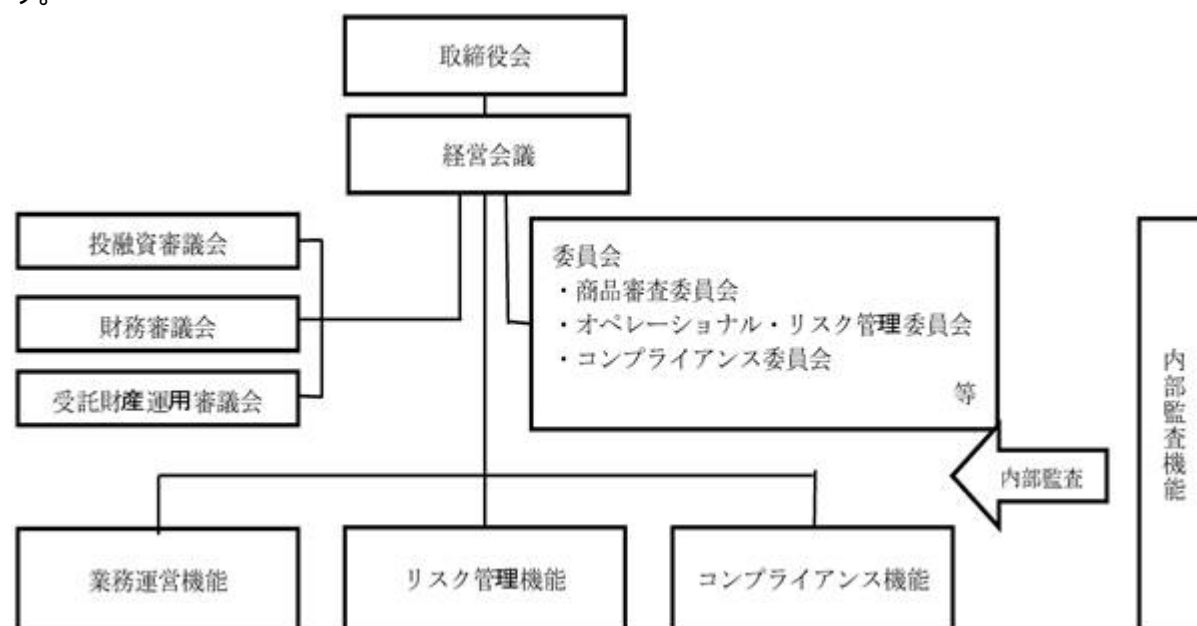 す。
取締役会
経営会議
投融資審議会
財務審議会
受託財産運用審議会
委員会
・商品審査委員会
・オペレーショナル・リスク管理委員会
・コンプライアンス委員会
等
内部監査機能
内部監査
業務運営機能
リスク管理機能
コンプライアンス機能